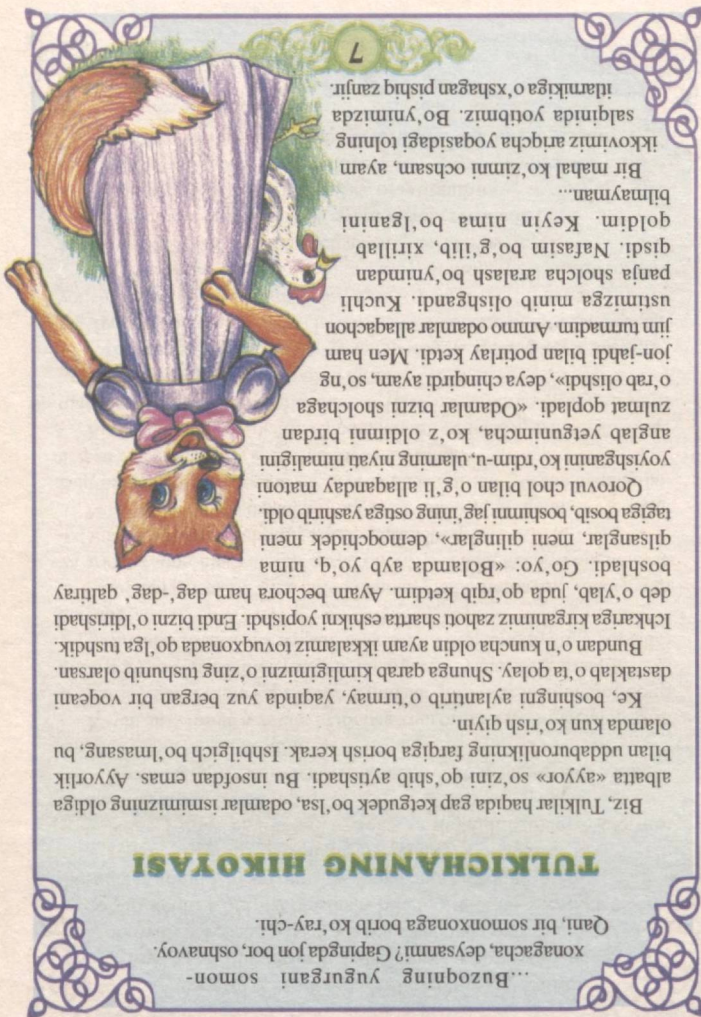 ...Buzoqning yugurgani somon-
xonagacha, deysanmi? Gapingda jon bor, oshnavoy.
Qani, bir somonxonaga borib ko'ray-chi.
TULKICHANING HIKOYASI
Biz, Tulkilar haqida gap ketgudek bo'lsa, odamlar ismimizning oldiga
albatta «ayyor» so'zini qo'shib aytishadi. Bu insofdan emas. Ayyorlik
bilan uddaburonlikning farqiga borish kerak. Ishbilgich bo'lmasang, bu
olamda kun ko'rish qiyin.
Ke, boshingni aylantirib o'tirmay, yaqinda yuz bergan bir voqeani
dastaklab o'ta qolay. Shunga qarab kimligimizni o'zing tushunib olarsan.
Bundan o'n kuncha oldin ayam ikkalamiz tovuqxonada qo'lga tushdik.
Ichkariga kirganimiz zahoti shartta eshikni yopishdi. Endi bizni o'ldirishadi
deb o'ylab, juda qo'rqib ketdim. Ayam bechora ham dag'-dag' qaltiray
boshladi. Go'yo: «Bolamda ayb yo'q, nima
qilsanglar, meni qilinglar», demoqchidek meni
tagiga bosib, boshimni jag'ining ostiga yashirib oldi.
Qorovul chol bilan o'g'li allaqanday matoni
yoyishganini ko'rdim-u, ularning niyati nimaligini
anglab yetgunimcha, ko'z oldimni birdan
zulmat qopladi. «Odamlar bizni sholchaga
o'rab olishdi», deya chinqirdi ayam, so'ng
jon-jahdi bilan potirlay ketdi. Men ham
jim turmadim. Ammo odamlar allaqachon
ustimizga minib olishgandi. Kuchli
panja sholcha aralash bo'ynimdan
qisdi. Nafasim bo'g'ilib, xirillab
qoldim. Keyin nima bo'lganini
bilmayman...
Bir mahal ko'zimni ochsam, ayam
ikkovimiz ariqcha yoqasidagi tolning
salqinida yotibmiz. Bo'ynimizda
itlarnikiga o'xshagan pishiq zanjir.
7